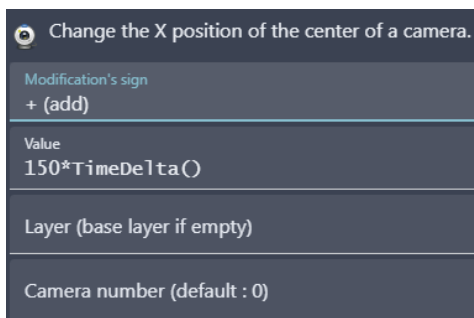 Change the X position of the center of a camera.
Modification's sign
+ (add)
Value
150*TimeDelta()
Layer (base layer if empty)
Camera number (default : 0)